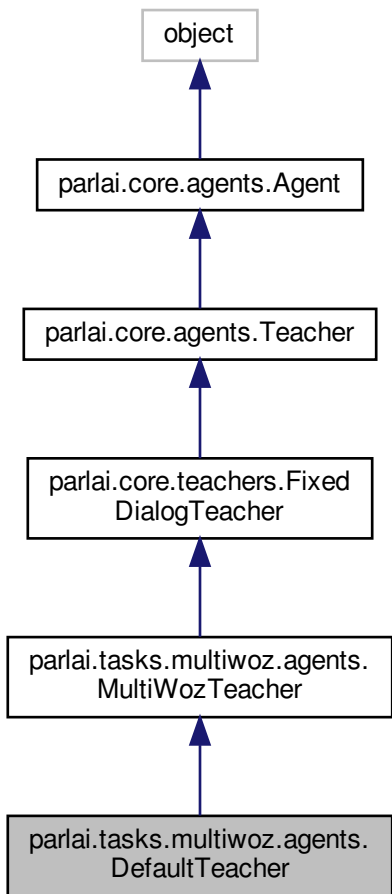 object
parlai.core.agents.Agent
parlai.core.agents.Teacher
parlai.core.teachers.Fixed
DialogTeacher
parlai.tasks.multiwoz.agents.
MultiWozTeacher
parlai.tasks.multiwoz.agents.
DefaultTeacher